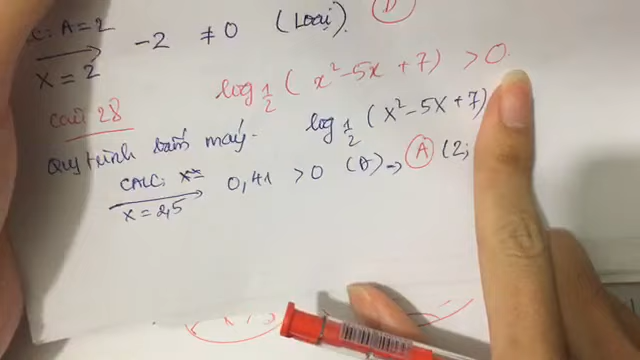 C: A = 2
X = 2
-2 ≠ 0 (Loại).
D
Câu 28
log 1/2 (x² - 5x + 7) > 0
Quy trình bấm máy.
log 1/2 (x² - 5x + 7)
CALC: X =
X = 2,5
0,41 > 0 (Đ) → A (2;